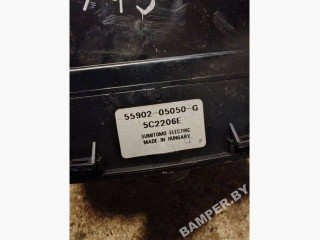 55902-05050-G
5C2206E
SUMITOMO ELECTRIC
MADE IN HUNGARY
BAMPER.BY